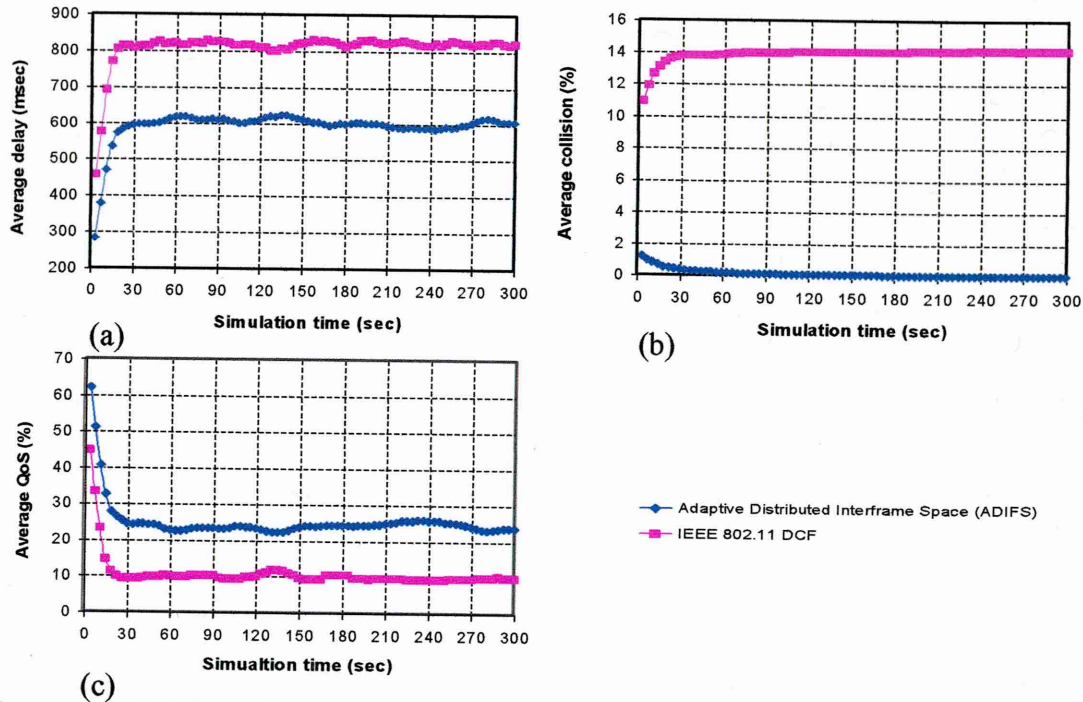 Average delay (msec)
900
800
700
600
500
400
300
200
0 30 60 90 120 150 180 210 240 270 300
Simulation time (sec)
(a)
Average collision (%)
16
14
12
10
8
6
4
2
0
0 30 60 90 120 150 180 210 240 270 300
Simulation time (sec)
(b)
Average QoS (%)
70
60
50
40
30
20
10
0
0 30 60 90 120 150 180 210 240 270 300
Simualtion time (sec)
(c)
Adaptive Distributed Interframe Space (ADIFS)
IEEE 802.11 DCF